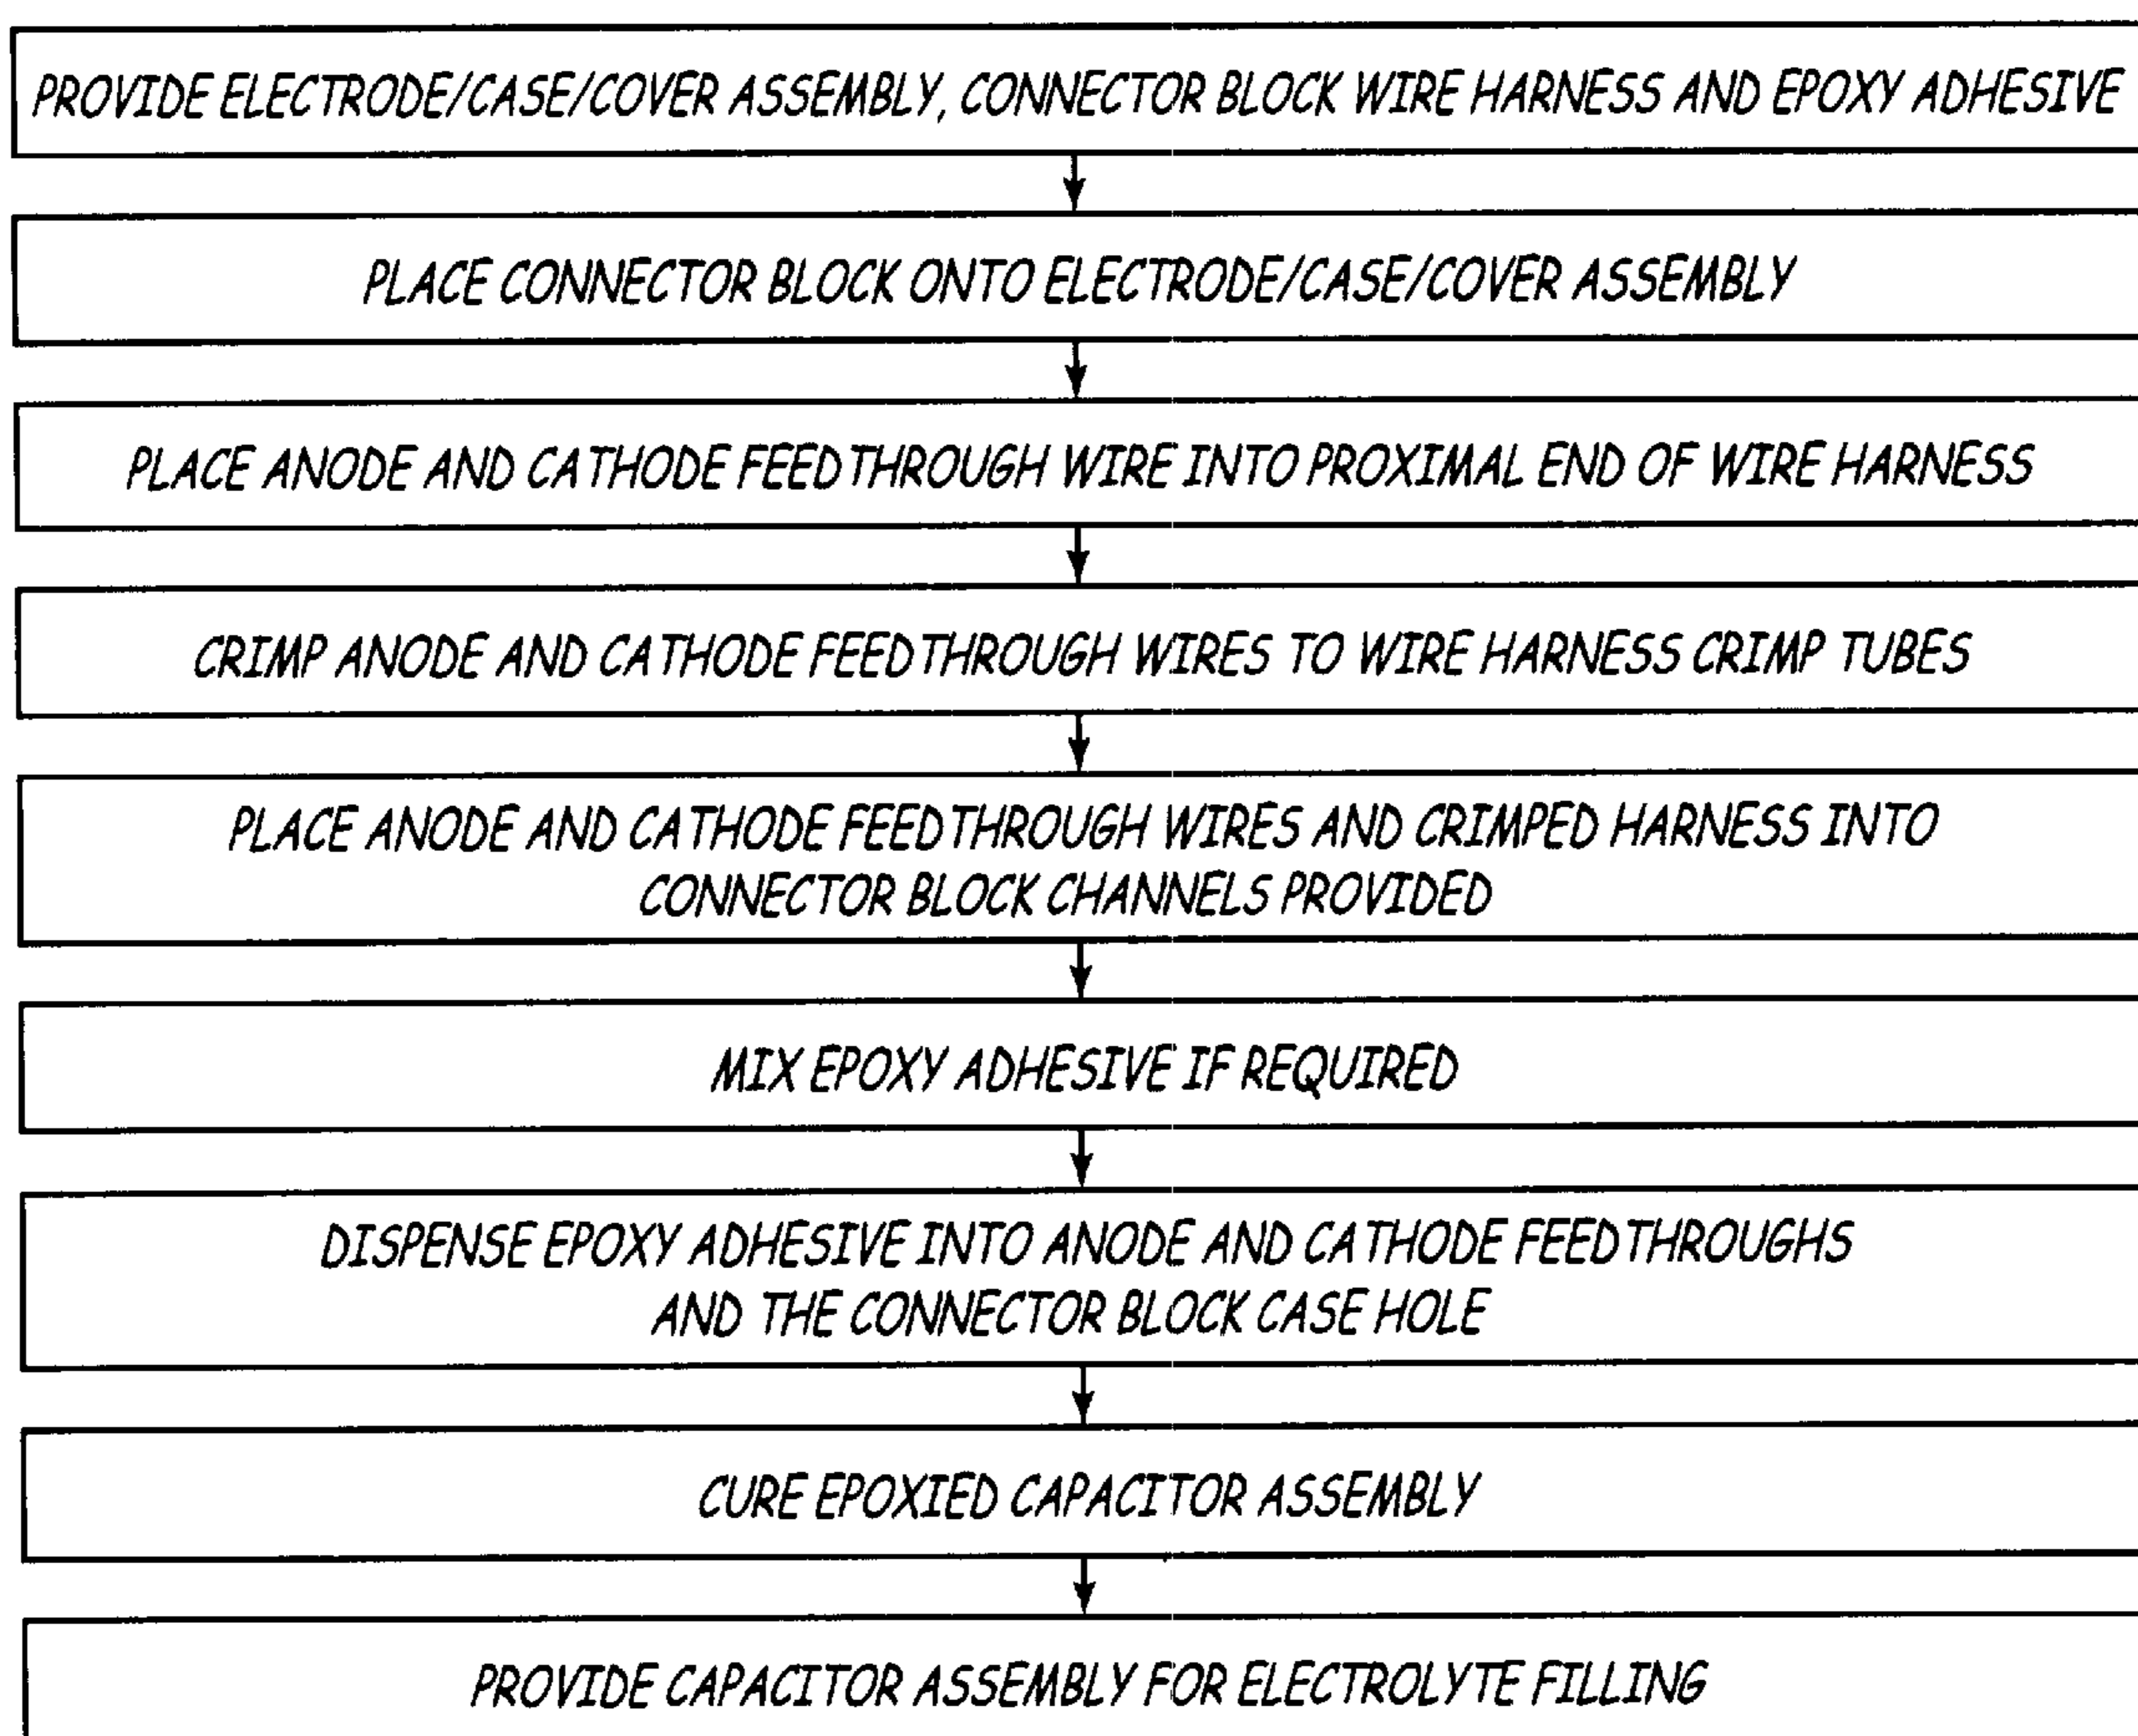 PROVIDE ELECTRODE/CASE/COVER ASSEMBLY, CONNECTOR BLOCK WIRE HARNESS AND EPOXY ADHESIVE
PLACE CONNECTOR BLOCK ONTO ELECTRODE/CASE/COVER ASSEMBLY
PLACE ANODE AND CATHODE FEEDTHROUGH WIRE INTO PROXIMAL END OF WIRE HARNESS
CRIMP ANODE AND CATHODE FEEDTHROUGH WIRES TO WIRE HARNESS CRIMP TUBES
PLACE ANODE AND CATHODE FEEDTHROUGH WIRES AND CRIMPED HARNESS INTO
CONNECTOR BLOCK CHANNELS PROVIDED
MIX EPOXY ADHESIVE IF REQUIRED
DISPENSE EPOXY ADHESIVE INTO ANODE AND CATHODE FEEDTHROUGHS
AND THE CONNECTOR BLOCK CASE HOLE
CURE EPOXIED CAPACITOR ASSEMBLY
PROVIDE CAPACITOR ASSEMBLY FOR ELECTROLYTE FILLING